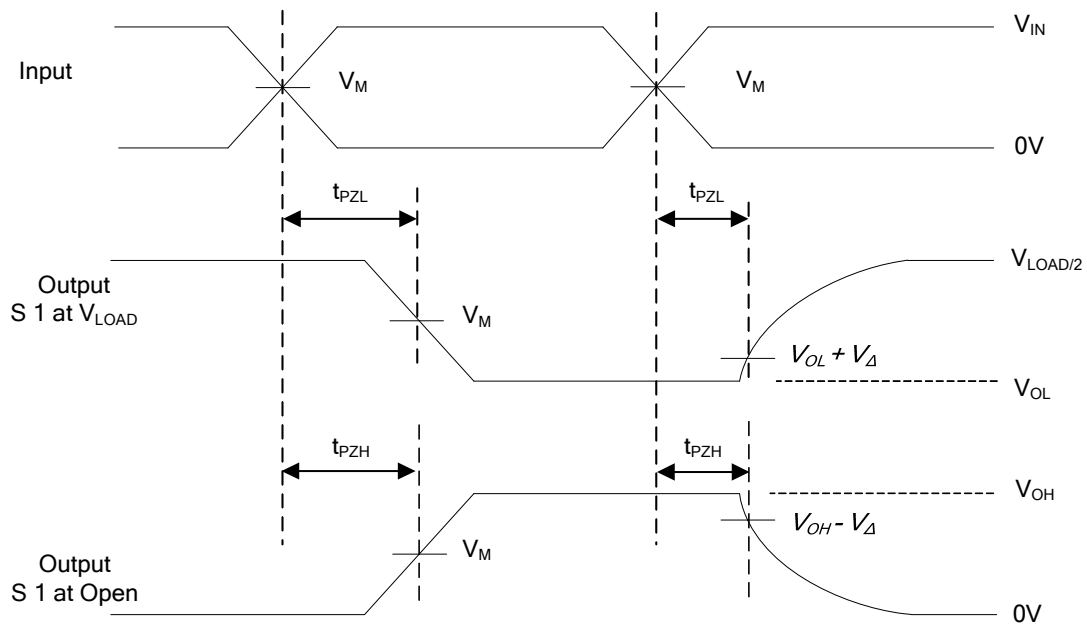 V_IN
Input
V_M
V_M
0V
t_PZL
t_PZL
Output
S 1 at V_LOAD
V_LOAD/2
V_M
V_OL + V_Δ
V_OL
t_PZH
t_PZH
V_OH
V_OH - V_Δ
V_M
Output
S 1 at Open
0V